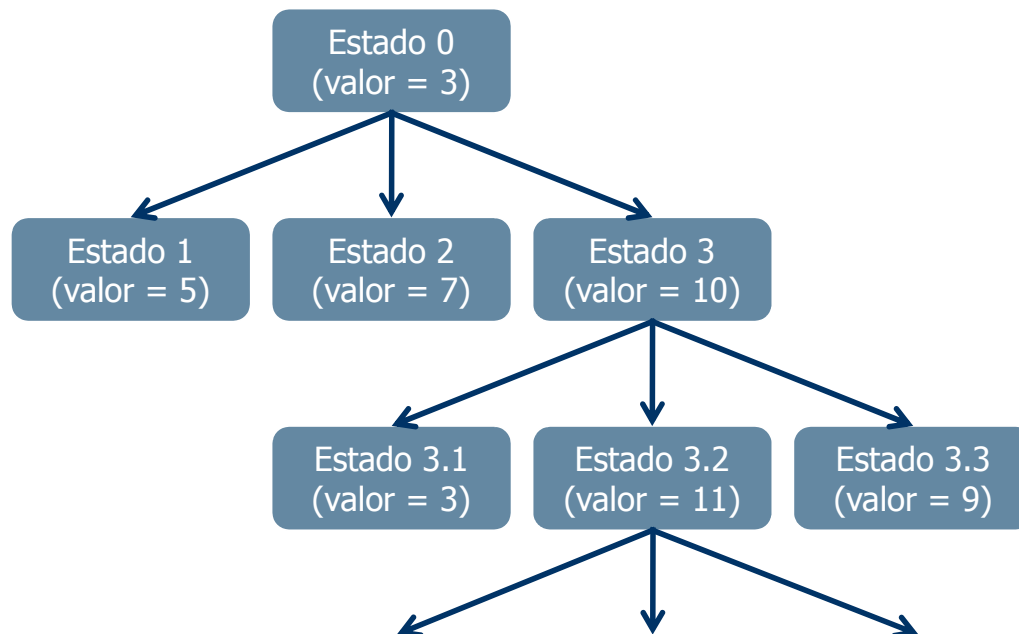 Estado 0
(valor = 3)
Estado 1
(valor = 5)
Estado 2
(valor = 7)
Estado 3
(valor = 10)
Estado 3.1
(valor = 3)
Estado 3.2
(valor = 11)
Estado 3.3
(valor = 9)